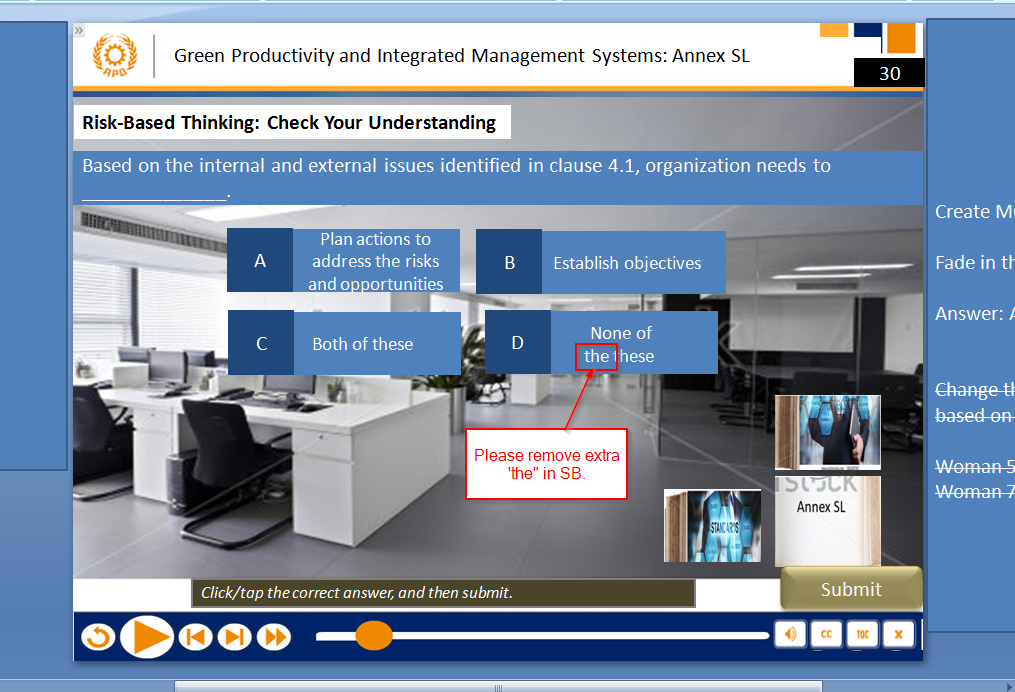 »
APO
Green Productivity and Integrated Management Systems: Annex SL
30
Risk-Based Thinking: Check Your Understanding
Based on the internal and external issues identified in clause 4.1, organization needs to
______________.
A
Plan actions to
address the risks
and opportunities
B
Establish objectives
C
Both of these
D
None of
the these
Please remove extra
'the" in SB.
Create M
Fade in th
Answer: A
Change th
based on
Woman 5
Woman 7
STOCK
Annex SL
STANDARDS
Click/tap the correct answer, and then submit.
Submit
CC
TOC
x